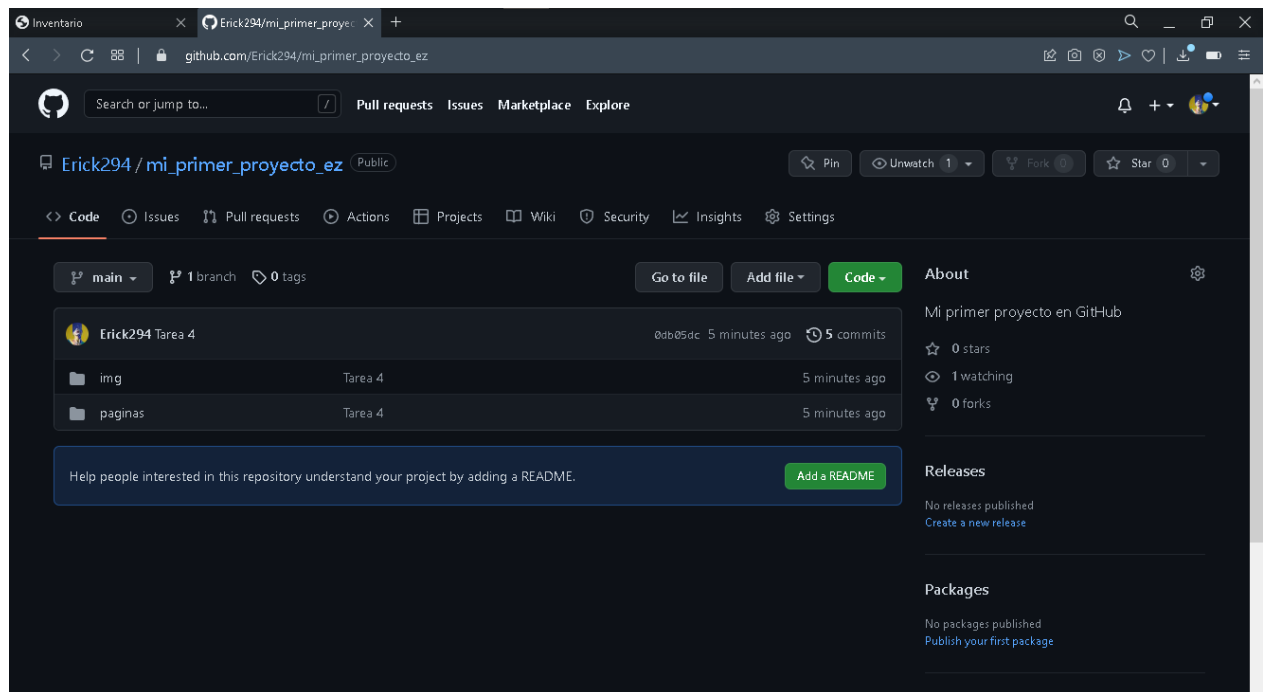 Inventario
Erick294/mi_primer_proyec
github.com/Erick294/mi_primer_proyecto_ez
Search or jump to... /
Pull requests Issues Marketplace Explore
Erick294 / mi_primer_proyecto_ez Public
Pin Unwatch 1 Fork 0 Star 0
Code Issues Pull requests Actions Projects Wiki Security Insights Settings
main 1 branch 0 tags
Go to file Add file Code
Erick294 Tarea 4 0db05dc 5 minutes ago 5 commits
img Tarea 4 5 minutes ago
paginas Tarea 4 5 minutes ago
Help people interested in this repository understand your project by adding a README. Add a README
About
Mi primer proyecto en GitHub
0 stars
1 watching
0 forks
Releases
No releases published
Create a new release
Packages
No packages published
Publish your first package